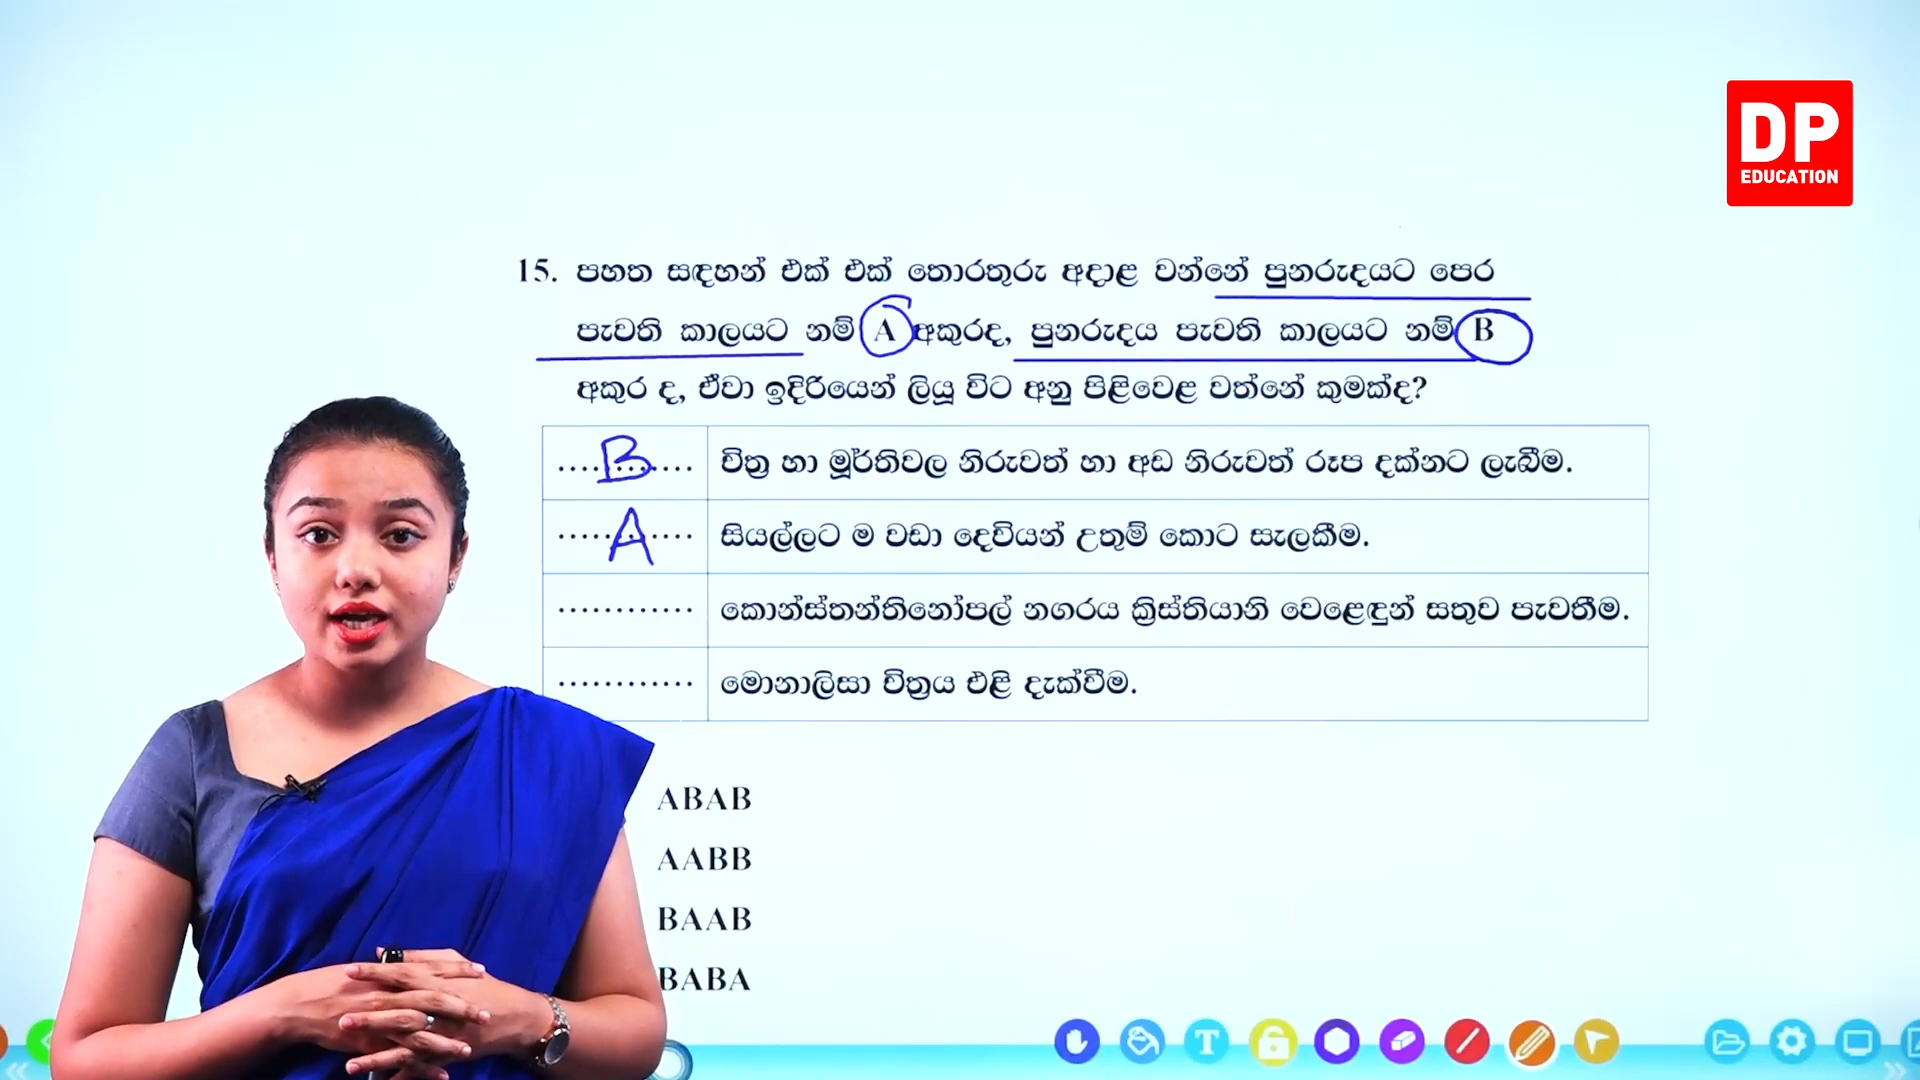 DP
EDUCATION
15. පහත සඳහන් එක් එක් තොරතුරු අදාළ වන්නේ පුනරුදයට පෙර
පැවති කාලයට නම් A අකුරද, පුනරුදය පැවති කාලයට නම් B
අකුර ද, ඒවා ඉදිරියෙන් ලියූ විට අනු පිළිවෙළ වන්නේ කුමක්ද?
B චිත්‍ර හා මූර්තිවල නිරුවත් හා අඩ නිරුවත් රූප දක්නට ලැබීම.
A සියල්ලට ම වඩා දෙවියන් උතුම් කොට සැලකීම.
............ කොන්ස්තන්තිනෝපල් නගරය ක්‍රිස්තියානි වෙළෙඳුන් සතුව පැවතීම.
............ මොනාලිසා චිත්‍රය එළි දැක්වීම.
ABAB
AABB
BAAB
BABA
T